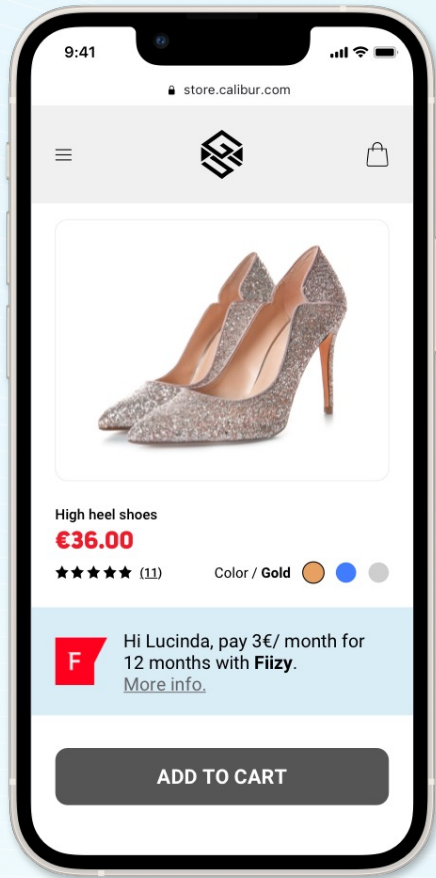 9:41
store.calibur.com
High heel shoes
€36.00
★★★★★ (11) Color / Gold
F
Hi Lucinda, pay 3€/ month for
12 months with Fiizy.
More info.
ADD TO CART